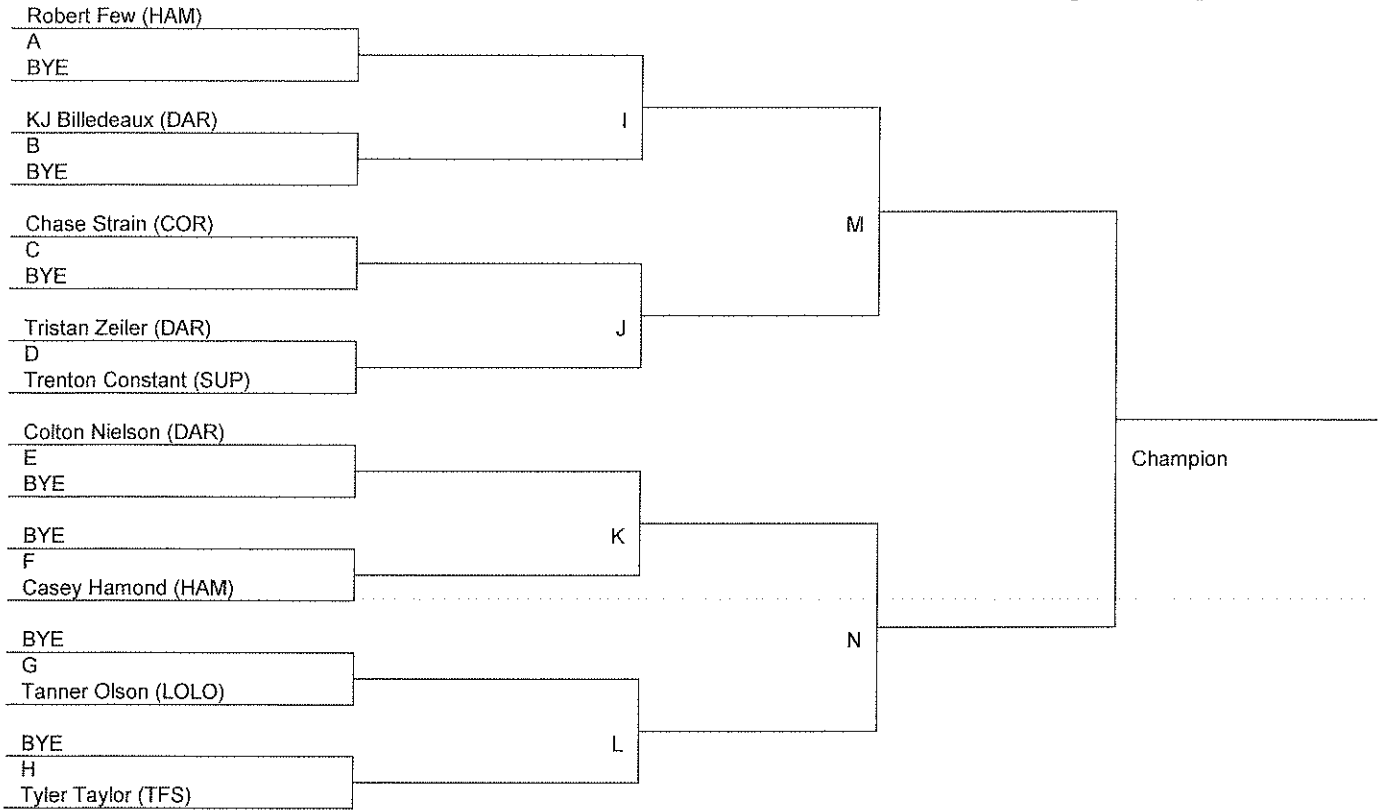 Robert Few (HAM)
A
BYE
KJ Billedeaux (DAR)
I
B
BYE
Chase Strain (COR)
M
C
BYE
Tristan Zeiler (DAR)
J
D
Trenton Constant (SUP)
Colton Nielson (DAR)
E
Champion
BYE
BYE
K
F
Casey Hamond (HAM)
BYE
N
G
Tanner Olson (LOLO)
BYE
L
H
Tyler Taylor (TFS)